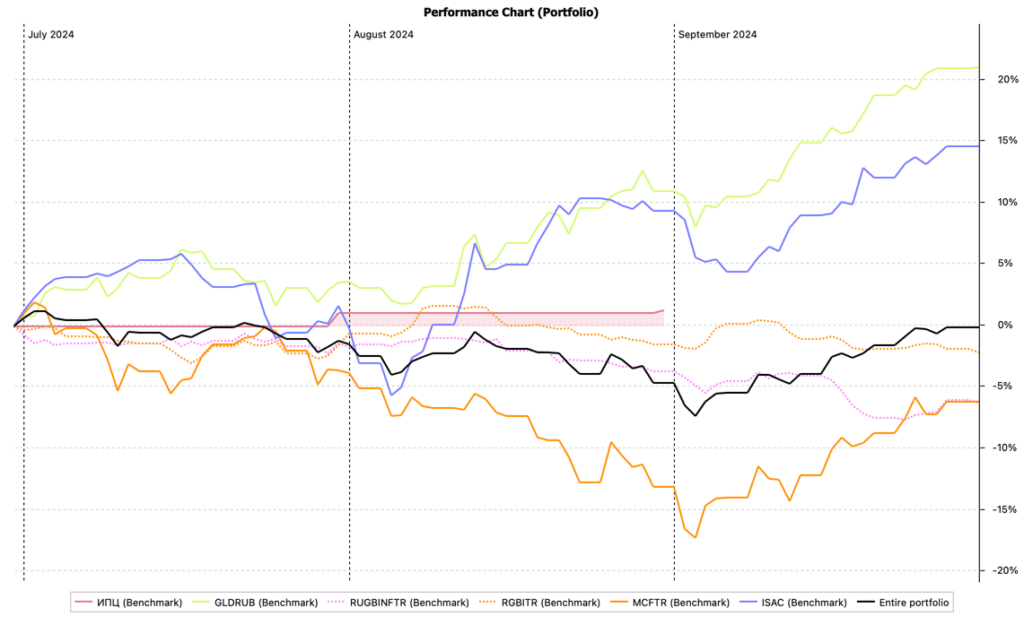 Performance Chart (Portfolio)
July 2024
August 2024
September 2024
20%
15%
10%
5%
0%
-5%
-10%
-15%
-20%
ИПЦ (Benchmark)
GLDRUB (Benchmark)
RUGBINFTR (Benchmark)
RGBITR (Benchmark)
MCFTR (Benchmark)
ISAC (Benchmark)
Entire portfolio